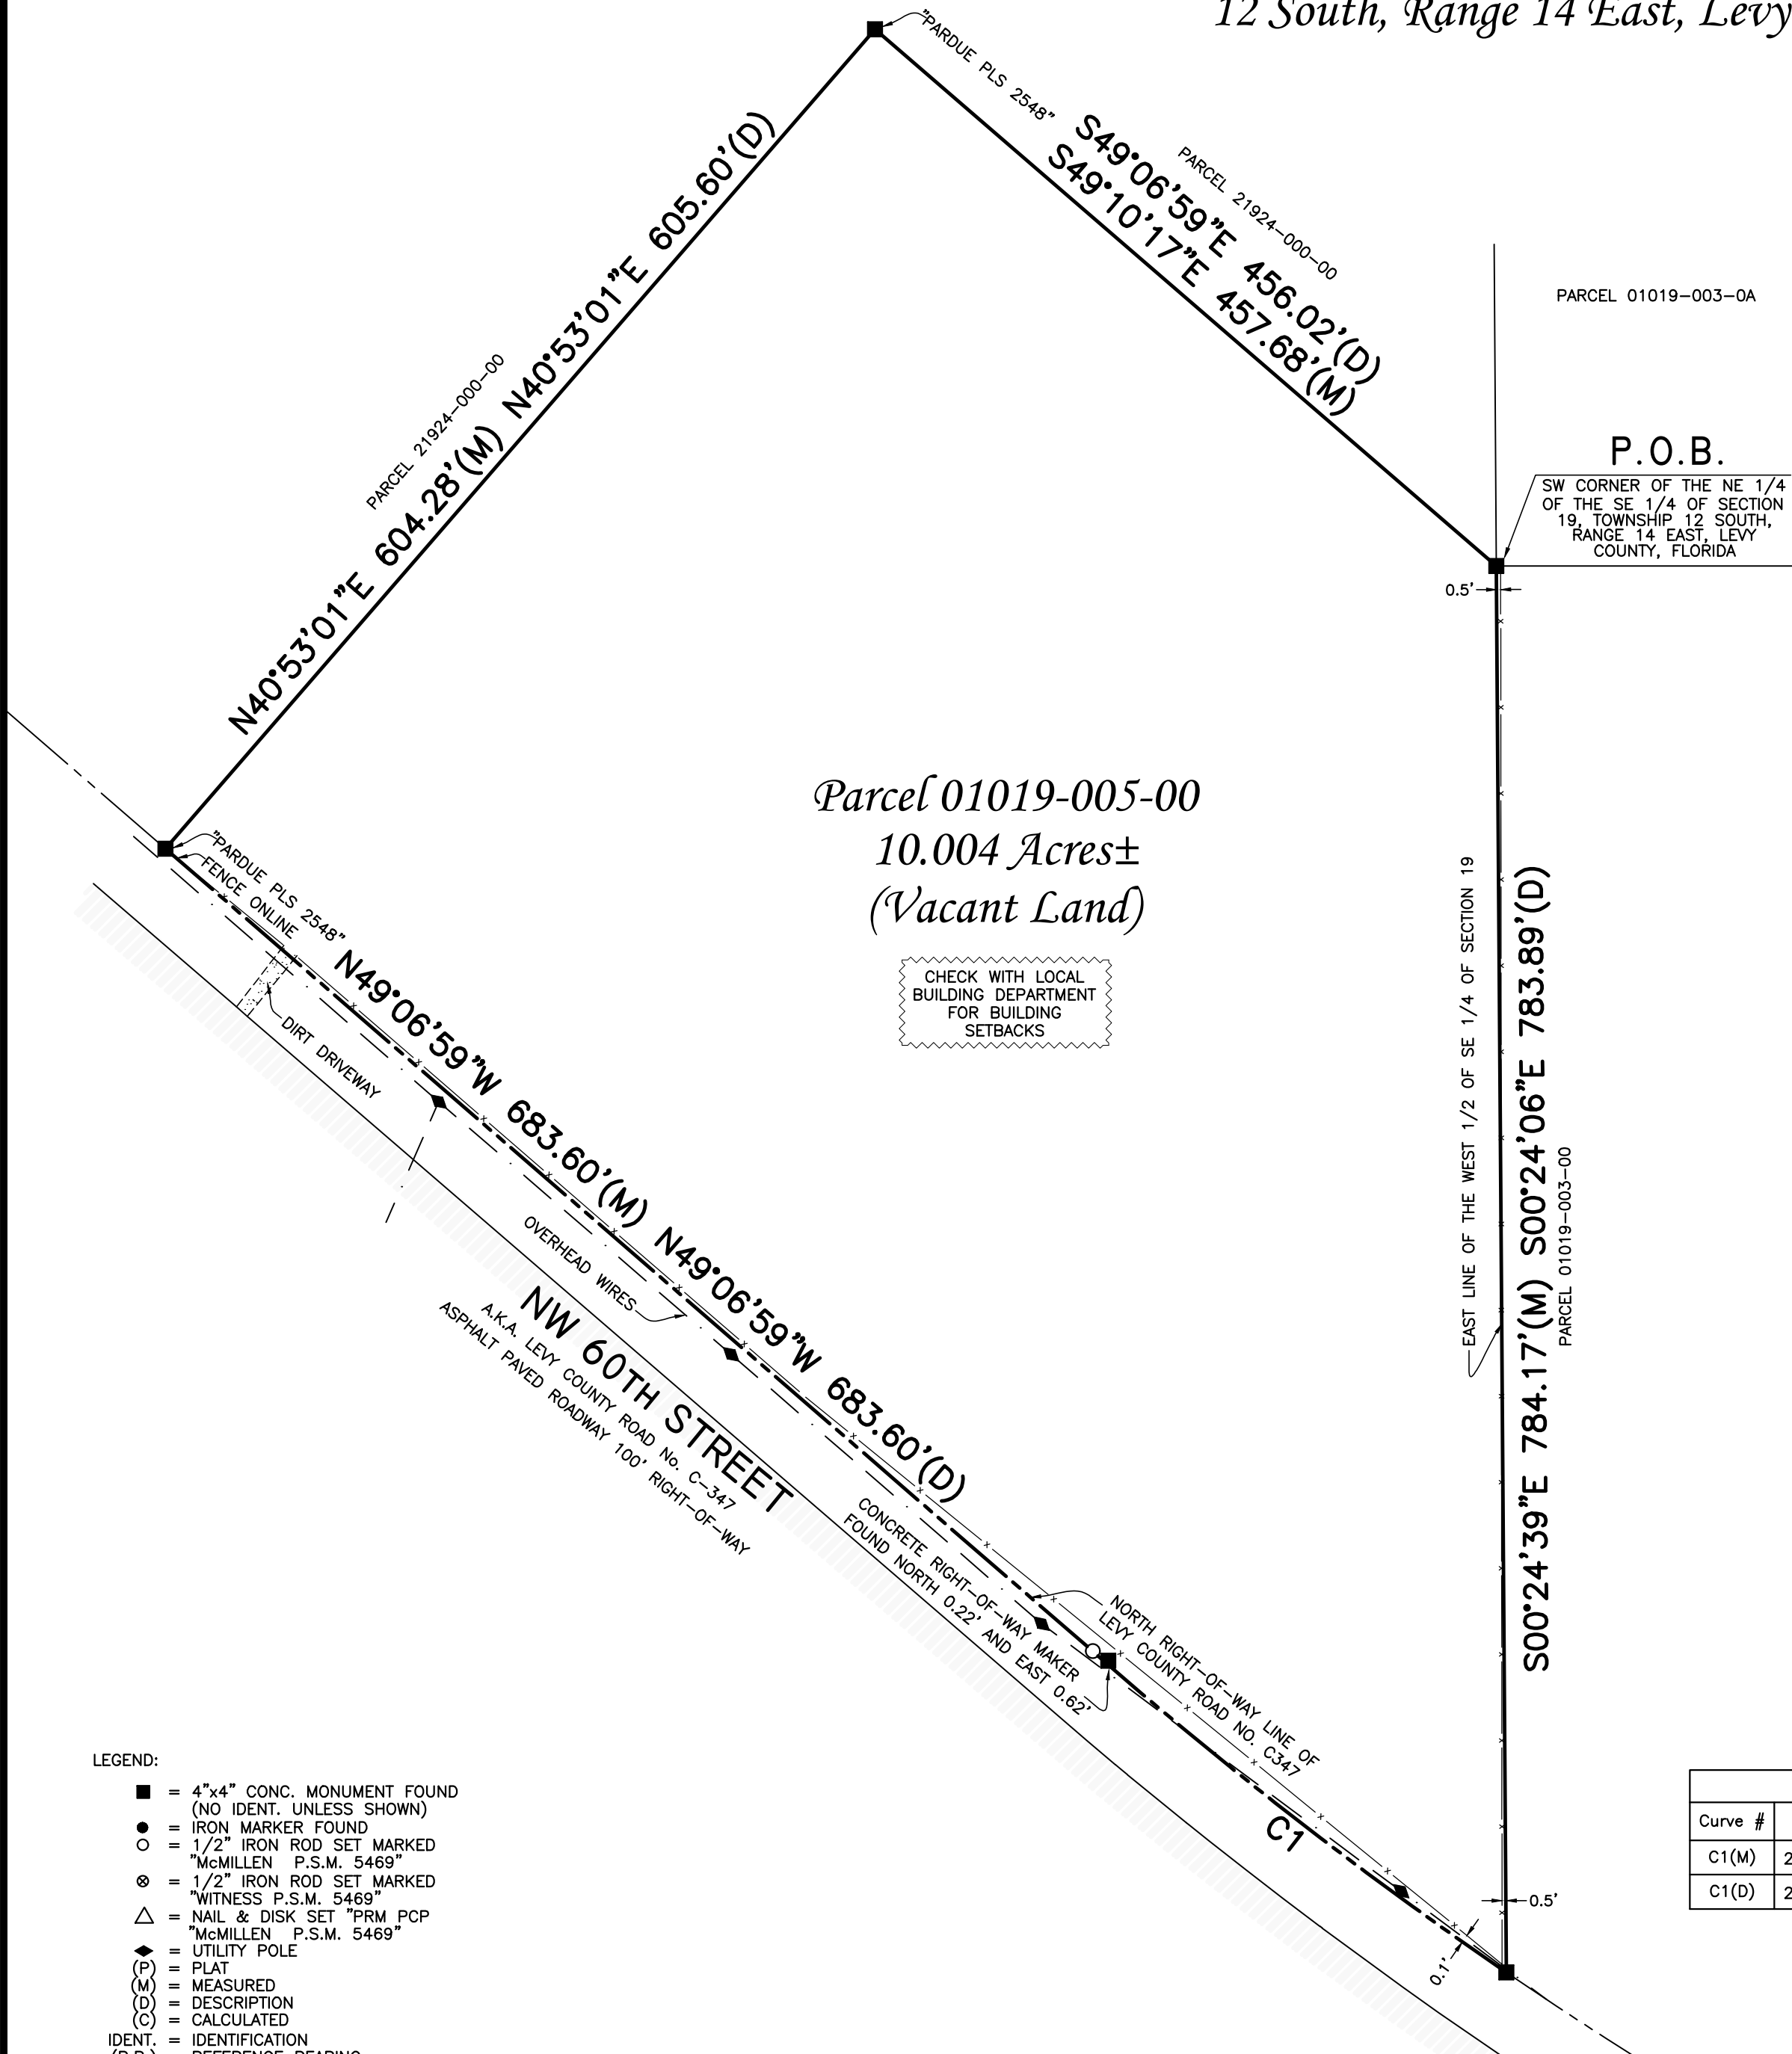 12 South, Range 14 East, Levy
"PARDUE PLS 2548"
S49°06'59"E 456.02'(D)
S49°10'17"E 457.68'(M)
PARCEL 21924-000-00
PARCEL 01019-003-0A
N40°53'01"E 604.28'(M) N40°53'01"E 605.60'(D)
PARCEL 21924-000-00
P.O.B.
SW CORNER OF THE NE 1/4
OF THE SE 1/4 OF SECTION
19, TOWNSHIP 12 SOUTH,
RANGE 14 EAST, LEVY
COUNTY, FLORIDA
0.5'
Parcel 01019-005-00
10.004 Acres±
(Vacant Land)
CHECK WITH LOCAL
BUILDING DEPARTMENT
FOR BUILDING
SETBACKS
"PARDUE PLS 2548"
FENCE ONLINE
DIRT DRIVEWAY
N49°06'59"W 683.60'(M) N49°06'59"W 683.60'(D)
OVERHEAD WIRES
NW 60TH STREET
A.K.A. LEVY COUNTY ROAD No. C-347
ASPHALT PAVED ROADWAY 100' RIGHT-OF-WAY
EAST LINE OF THE WEST 1/2 OF SE 1/4 OF SECTION 19
S00°24'39"E 784.17'(M) S00°24'06"E 783.89'(D)
PARCEL 01019-003-00
CONCRETE RIGHT-OF-WAY MAKER
FOUND NORTH 0.22' AND EAST 0.62'
NORTH RIGHT-OF-WAY LINE OF
LEVY COUNTY ROAD NO. C347
C1
0.5'
0.1'
LEGEND:
= 4"x4" CONC. MONUMENT FOUND
(NO IDENT. UNLESS SHOWN)
= IRON MARKER FOUND
= 1/2" IRON ROD SET MARKED
"McMILLEN P.S.M. 5469"
= 1/2" IRON ROD SET MARKED
"WITNESS P.S.M. 5469"
= NAIL & DISK SET "PRM PCP
"McMILLEN P.S.M. 5469"
= UTILITY POLE
(P) = PLAT
(M) = MEASURED
(D) = DESCRIPTION
(C) = CALCULATED
IDENT. = IDENTIFICATION
Curve #
C1(M) 2
C1(D) 2